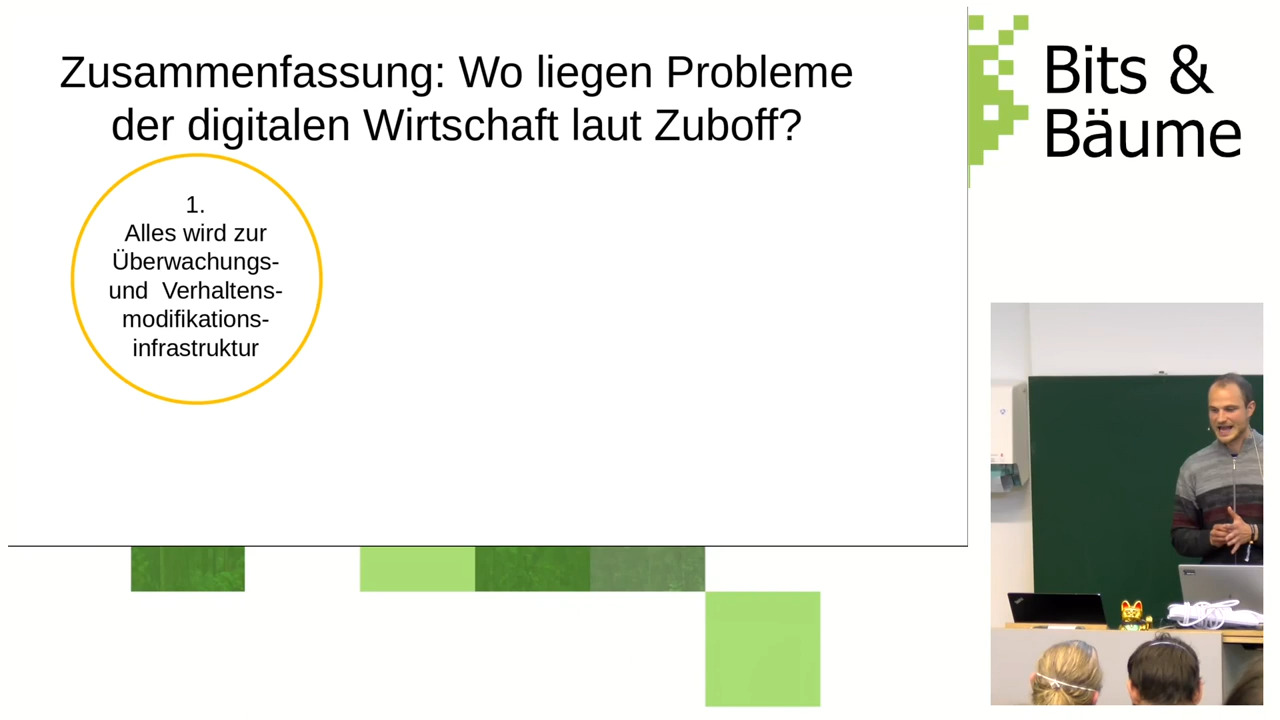 Zusammenfassung: Wo liegen Probleme
der digitalen Wirtschaft laut Zuboff?
1.
Alles wird zur
Überwachungs-
und Verhaltens-
modifikations-
infrastruktur
Bits &
Bäume